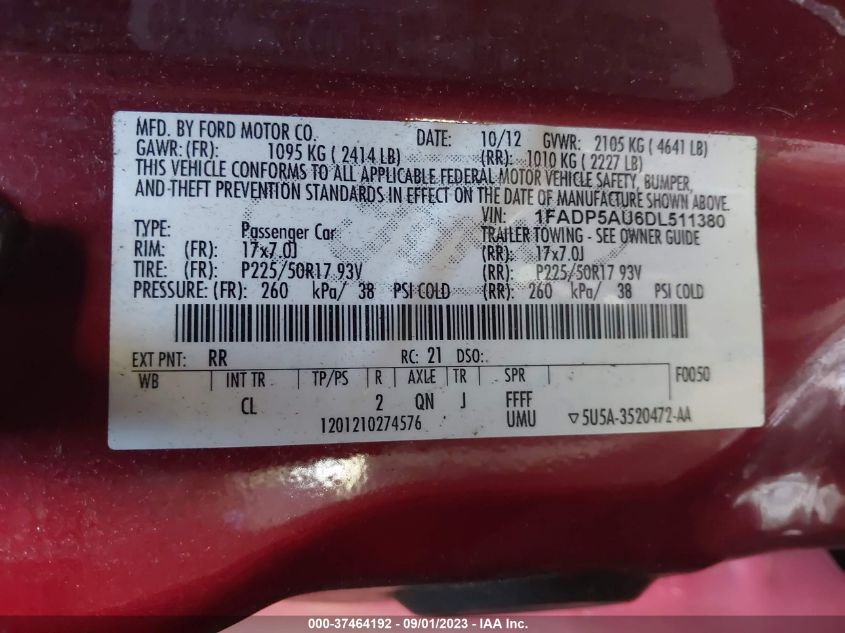 MFD. BY FORD MOTOR CO. DATE: 10/12 GVWR: 2105 KG ( 4641 LB)
GAWR: (FR): 1095 KG ( 2414 LB) (RR): 1010 KG ( 2227 LB)
THIS VEHICLE CONFORMS TO ALL APPLICABLE FEDERAL MOTOR VEHICLE SAFETY, BUMPER,
AND THEFT PREVENTION STANDARDS IN EFFECT ON THE DATE OF MANUFACTURE SHOWN ABOVE.
VIN: 1FADP5AU6DL511380
TYPE: Passenger Car TRAILER TOWING - SEE OWNER GUIDE
RIM: (FR): 17x7.0J (RR): 17x7.0J
TIRE: (FR): P225/50R17 93V (RR): P225/50R17 93V
PRESSURE: (FR): 260 kPa/ 38 PSI COLD (RR): 260 kPa/ 38 PSI COLD
EXT PNT: RR RC: 21 DSO:
WB INT TR TP/PS R AXLE TR SPR F0050
CL 2 QN J FFFF
1201210274576 UMU ▽5U5A-3520472-AA
000-37464192 - 09/01/2023 - IAA Inc.